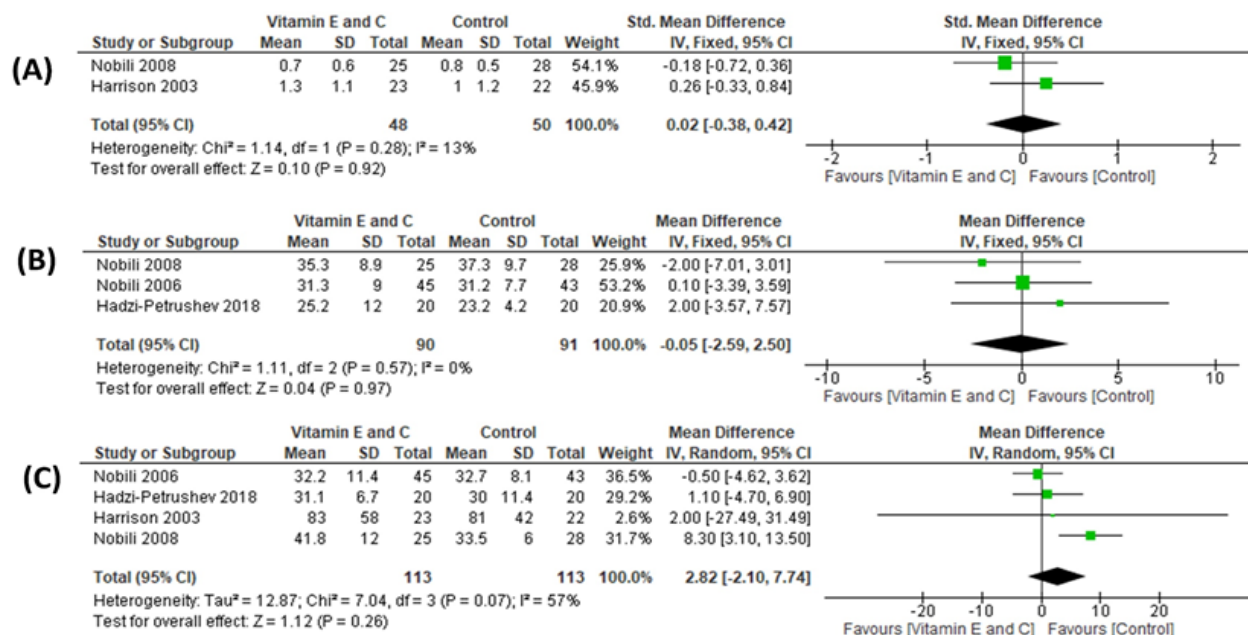 (A)
Vitamin E and C Control Std. Mean Difference Std. Mean Difference
Study or Subgroup Mean SD Total Mean SD Total Weight IV, Fixed, 95% CI IV, Fixed, 95% CI
Nobili 2008 0.7 0.6 25 0.8 0.5 28 54.1% -0.18 [-0.72, 0.36]
Harrison 2003 1.3 1.1 23 1 1.2 22 45.9% 0.26 [-0.33, 0.84]
Total (95% CI) 48 50 100.0% 0.02 [-0.38, 0.42]
Heterogeneity: Chi² = 1.14, df = 1 (P = 0.28); I² = 13%
Test for overall effect: Z = 0.10 (P = 0.92)
-2 -1 0 1 2
Favours [Vitamin E and C] Favours [Control]
(B)
Vitamin E and C Control Mean Difference Mean Difference
Study or Subgroup Mean SD Total Mean SD Total Weight IV, Fixed, 95% CI IV, Fixed, 95% CI
Nobili 2008 35.3 8.9 25 37.3 9.7 28 25.9% -2.00 [-7.01, 3.01]
Nobili 2006 31.3 9 45 31.2 7.7 43 53.2% 0.10 [-3.39, 3.59]
Hadzi-Petrushev 2018 25.2 12 20 23.2 4.2 20 20.9% 2.00 [-3.57, 7.57]
Total (95% CI) 90 91 100.0% -0.05 [-2.59, 2.50]
Heterogeneity: Chi² = 1.11, df = 2 (P = 0.57); I² = 0%
Test for overall effect: Z = 0.04 (P = 0.97)
-10 -5 0 5 10
Favours [Vitamin E and C] Favours [Control]
(C)
Vitamin E and C Control Mean Difference Mean Difference
Study or Subgroup Mean SD Total Mean SD Total Weight IV, Random, 95% CI IV, Random, 95% CI
Nobili 2006 32.2 11.4 45 32.7 8.1 43 36.5% -0.50 [-4.62, 3.62]
Hadzi-Petrushev 2018 31.1 6.7 20 30 11.4 20 29.2% 1.10 [-4.70, 6.90]
Harrison 2003 83 58 23 81 42 22 2.6% 2.00 [-27.49, 31.49]
Nobili 2008 41.8 12 25 33.5 6 28 31.7% 8.30 [3.10, 13.50]
Total (95% CI) 113 113 100.0% 2.82 [-2.10, 7.74]
Heterogeneity: Tau² = 12.87; Chi² = 7.04, df = 3 (P = 0.07); I² = 57%
Test for overall effect: Z = 1.12 (P = 0.26)
-20 -10 0 10 20
Favours [Vitamin E and C] Favours [Control]